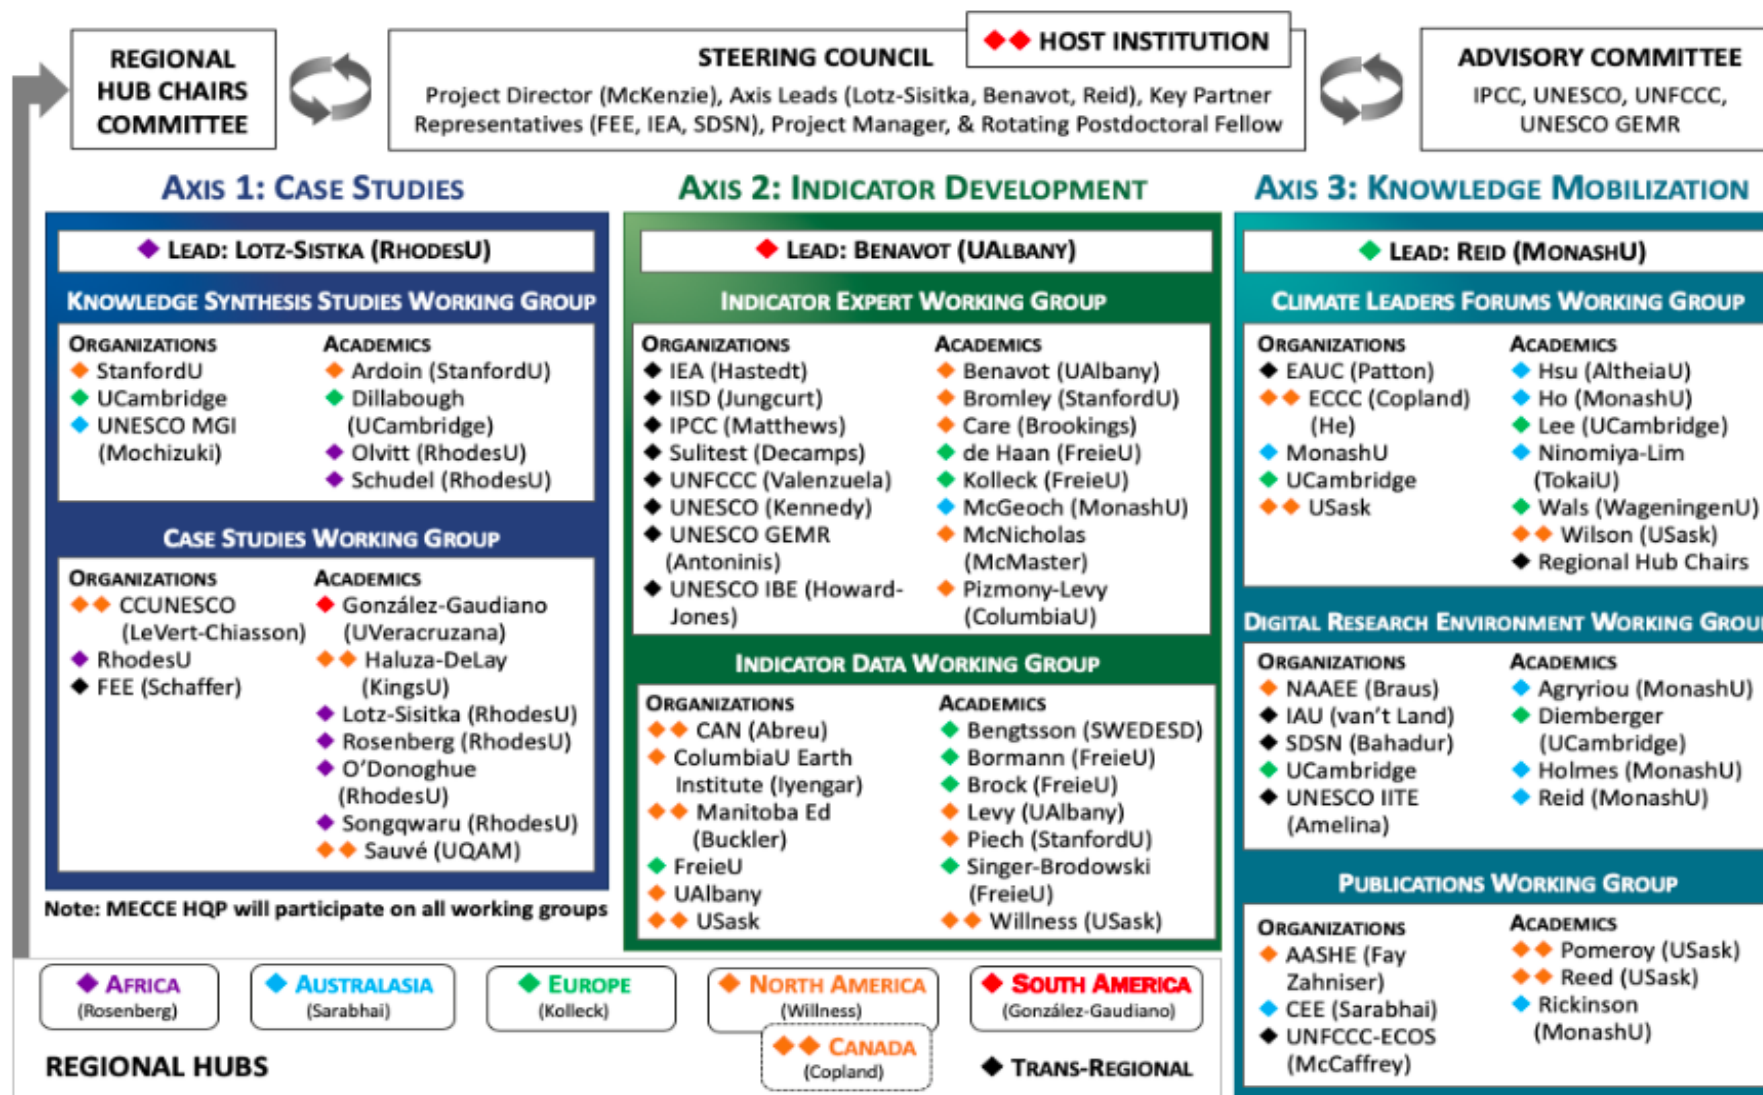 REGIONAL
HUB CHAIRS
COMMITTEE
STEERING COUNCIL
HOST INSTITUTION
Project Director (McKenzie), Axis Leads (Lotz-Sisitka, Benavot, Reid), Key Partner
Representatives (FEE, IEA, SDSN), Project Manager, & Rotating Postdoctoral Fellow
ADVISORY COMMITTEE
IPCC, UNESCO, UNFCCC,
UNESCO GEMR
AXIS 1: CASE STUDIES
LEAD: LOTZ-SISTKA (RHODESU)
KNOWLEDGE SYNTHESIS STUDIES WORKING GROUP
ORGANIZATIONS
StanfordU
UCambridge
UNESCO MGI
(Mochizuki)
ACADEMICS
Ardoin (StanfordU)
Dillabough
(UCambridge)
Olvitt (RhodesU)
Schudel (RhodesU)
CASE STUDIES WORKING GROUP
ORGANIZATIONS
CCUNESCO
(LeVert-Chiasson)
RhodesU
FEE (Schaffer)
ACADEMICS
González-Gaudiano
(UVeracruzana)
Haluza-DeLay
(KingsU)
Lotz-Sisitka (RhodesU)
Rosenberg (RhodesU)
O'Donoghue
(RhodesU)
Songqwaru (RhodesU)
Sauvé (UQAM)
Note: MECCE HQP will participate on all working groups
AXIS 2: INDICATOR DEVELOPMENT
LEAD: BENAVOT (UALBANY)
INDICATOR EXPERT WORKING GROUP
ORGANIZATIONS
IEA (Hastedt)
IISD (Jungcurt)
IPCC (Matthews)
Sulitest (Decamps)
UNFCCC (Valenzuela)
UNESCO (Kennedy)
UNESCO GEMR
(Antoninis)
UNESCO IBE (Howard-
Jones)
ACADEMICS
Benavot (UAlbany)
Bromley (StanfordU)
Care (Brookings)
de Haan (FreieU)
Kolleck (FreieU)
McGeoch (MonashU)
McNicholas
(McMaster)
Pizmony-Levy
(ColumbiaU)
INDICATOR DATA WORKING GROUP
ORGANIZATIONS
CAN (Abreu)
ColumbiaU Earth
Institute (Iyengar)
Manitoba Ed
(Buckler)
FreieU
UAlbany
USask
ACADEMICS
Bengtsson (SWEDESD)
Bormann (FreieU)
Brock (FreieU)
Levy (UAlbany)
Piech (StanfordU)
Singer-Brodowski
(FreieU)
Willness (USask)
AXIS 3: KNOWLEDGE MOBILIZATION
LEAD: REID (MONASHU)
CLIMATE LEADERS FORUMS WORKING GROUP
ORGANIZATIONS
EAUC (Patton)
ECCC (Copland)
(He)
MonashU
UCambridge
USask
ACADEMICS
Hsu (AltheiaU)
Ho (MonashU)
Lee (UCambridge)
Ninomiya-Lim
(TokaiU)
Wals (WageningenU)
Wilson (USask)
Regional Hub Chairs
DIGITAL RESEARCH ENVIRONMENT WORKING GROUP
ORGANIZATIONS
NAAEE (Braus)
IAU (van't Land)
SDSN (Bahadur)
UCambridge
UNESCO IITE
(Amelina)
ACADEMICS
Agryriou (MonashU)
Diemberger
(UCambridge)
Holmes (MonashU)
Reid (MonashU)
PUBLICATIONS WORKING GROUP
ORGANIZATIONS
AASHE (Fay
Zahniser)
CEE (Sarabhai)
UNFCCC-ECOS
(McCaffrey)
ACADEMICS
Pomeroy (USask)
Reed (USask)
Rickinson
(MonashU)
AFRICA
(Rosenberg)
AUSTRALASIA
(Sarabhai)
EUROPE
(Kolleck)
NORTH AMERICA
(Willness)
SOUTH AMERICA
(González-Gaudiano)
CANADA
(Copland)
REGIONAL HUBS
TRANS-REGIONAL